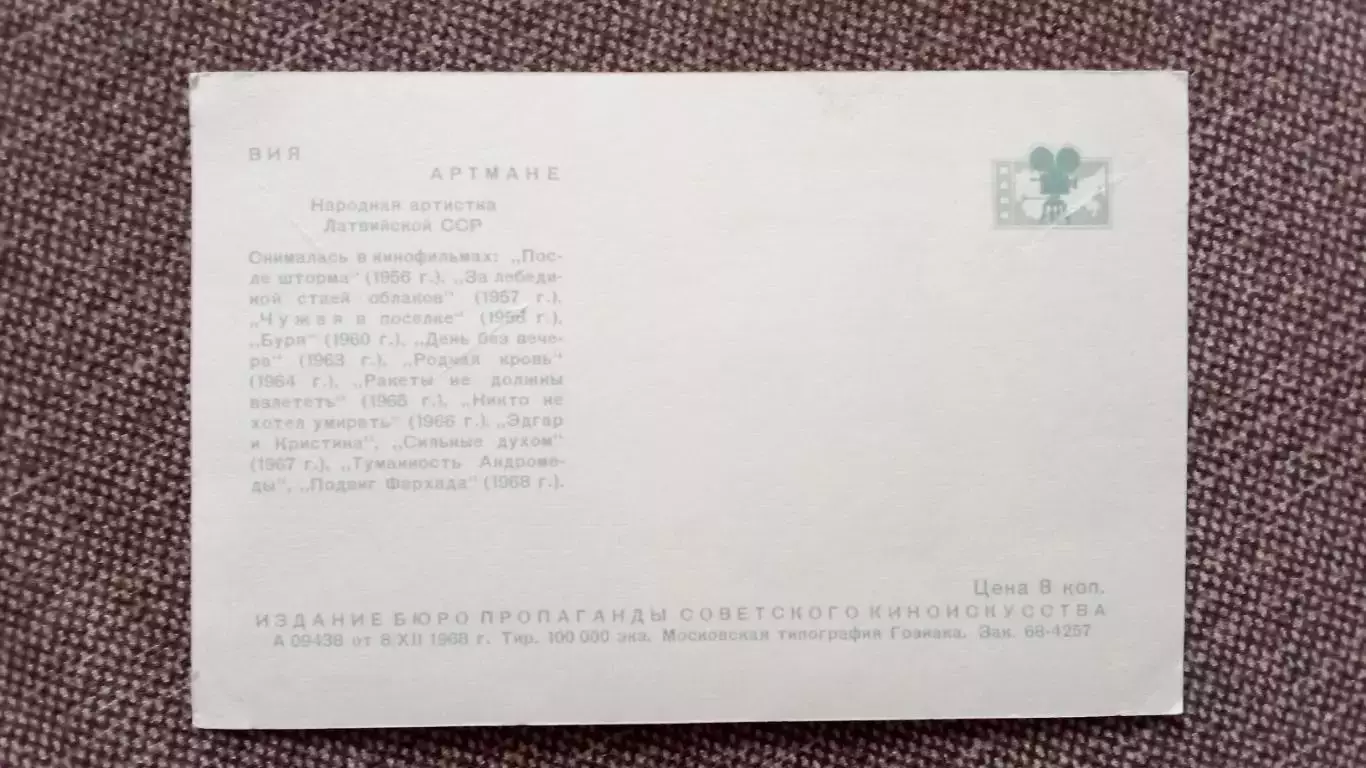 ВИЯ
АРТМАНЕ
Народная артистка
Латвийской ССР
Снималась в кинофильмах: „Пос-
ле шторма" (1956 г.), „За лебеди-
ной стаей облаков" (1957 г.),
„Чужая в поселке" (1958 г.),
„Буря" (1960 г.), „День без вече-
ра" (1963 г.), „Родная кровь"
(1964 г.), „Ракеты не должны
взлететь" (1965 г.), „Никто не
хотел умирать" (1966 г.), „Эдгар
и Кристина", „Сильные духом"
(1967 г.), „Туманность Андроме-
ды", „Подвиг Фархада" (1968 г.).
Цена 8 коп.
ИЗДАНИЕ БЮРО ПРОПАГАНДЫ СОВЕТСКОГО КИНОИСКУССТВА
А 09438 от 8/XII 1968 г. Тир. 100 000 экз. Московская типография Гознака. Зак. 68-4257